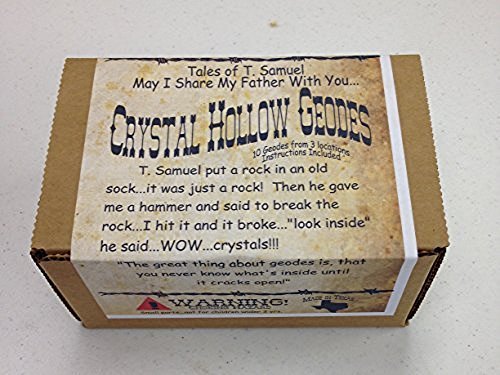 Tales of T. Samuel
May I Share My Father With You...
CRYSTAL HOLLOW GEODES
10 Geodes from 3 locations
Instructions Included
T. Samuel put a rock in an old
sock...it was just a rock! Then he gave
me a hammer and said to break the
rock...I hit it and it broke..."look inside"
he said...WOW...crystals!!!
"The great thing about geodes is, that
you never know what's inside until
it cracks open!"
WARNING!
CHOKING HAZARD
Small parts...not for children under 3 yrs.
Made in Texas